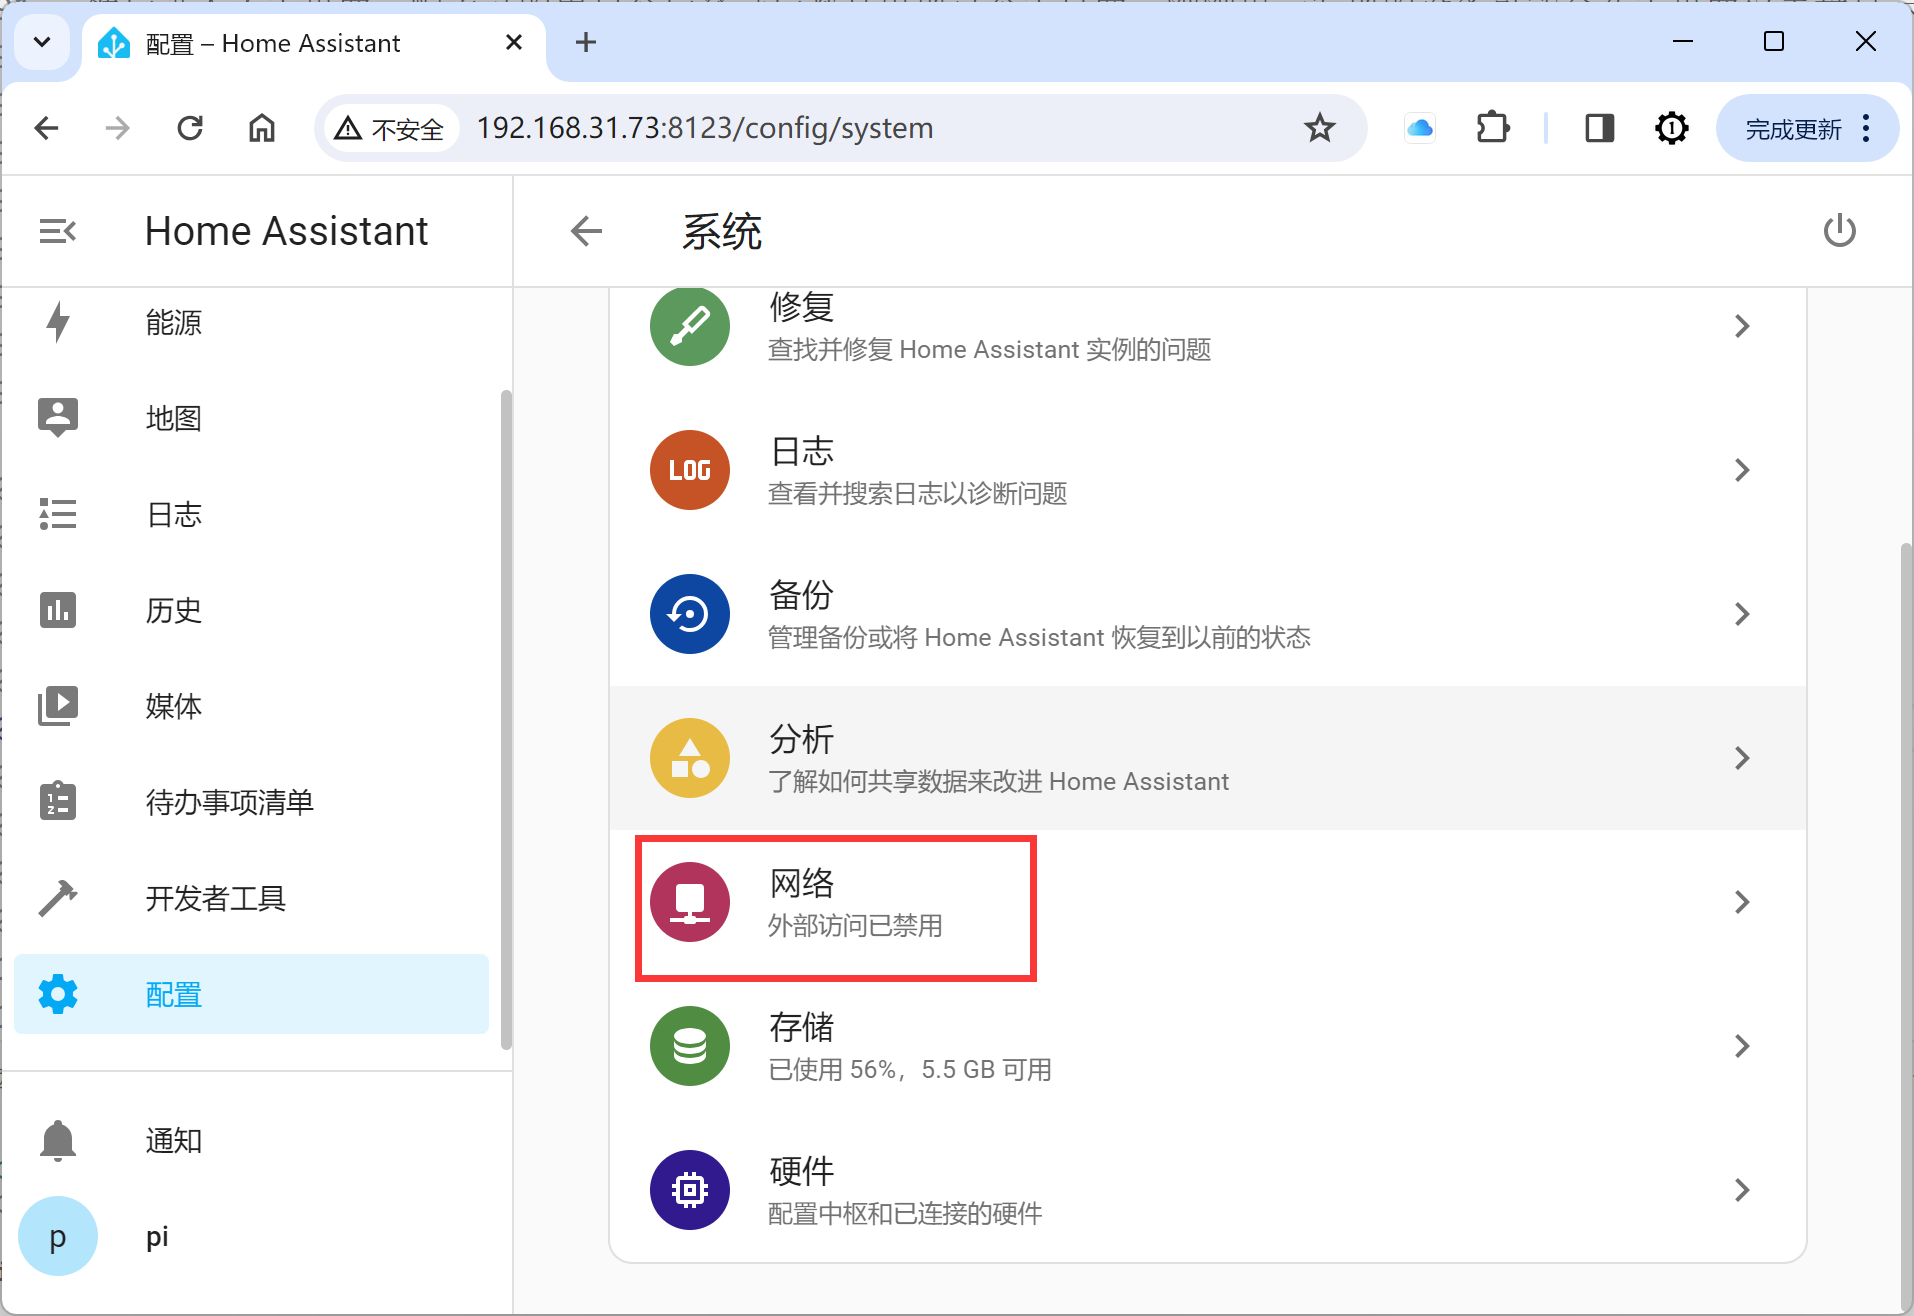 配置 – Home Assistant
不安全
192.168.31.73:8123/config/system
完成更新
Home Assistant
系统
能源
地图
日志
历史
媒体
待办事项清单
开发者工具
配置
通知
p
pi
修复
查找并修复 Home Assistant 实例的问题
LOG
日志
查看并搜索日志以诊断问题
备份
管理备份或将 Home Assistant 恢复到以前的状态
分析
了解如何共享数据来改进 Home Assistant
网络
外部访问已禁用
存储
已使用 56%，5.5 GB 可用
硬件
配置中枢和已连接的硬件